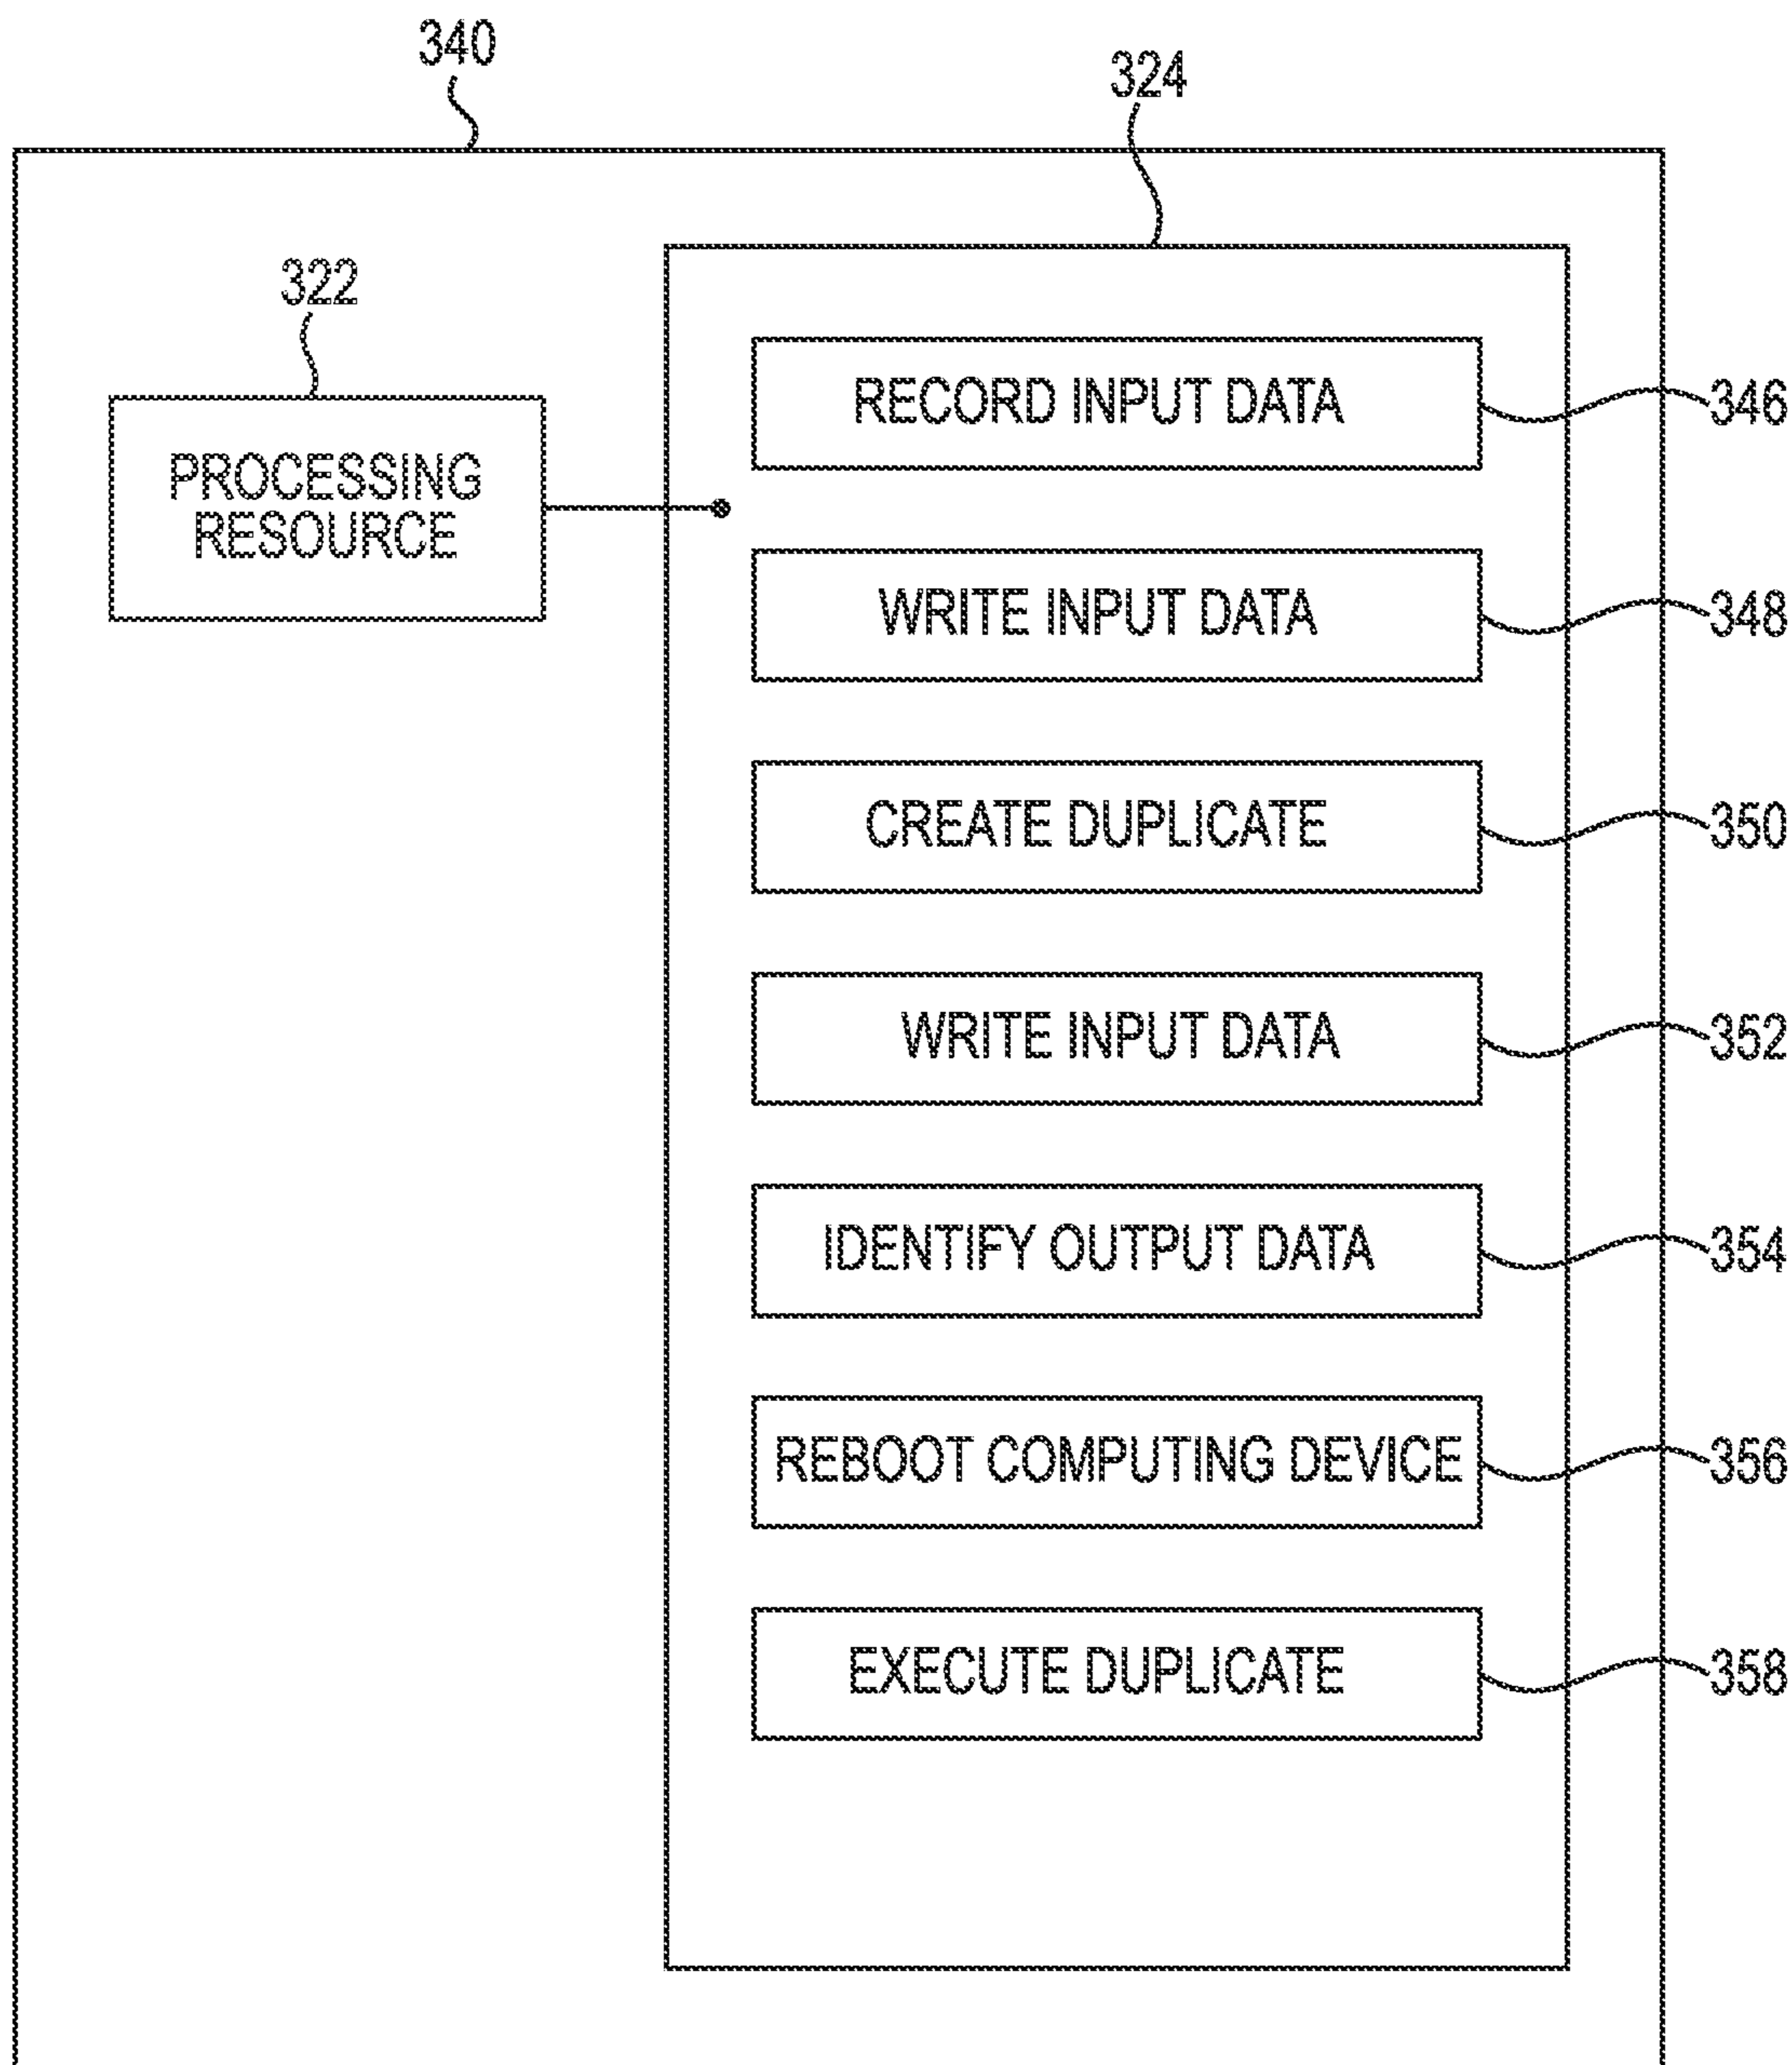 340
324
322
PROCESSING
RESOURCE
RECORD INPUT DATA
346
WRITE INPUT DATA
348
CREATE DUPLICATE
350
WRITE INPUT DATA
352
IDENTIFY OUTPUT DATA
354
REBOOT COMPUTING DEVICE
356
EXECUTE DUPLICATE
358